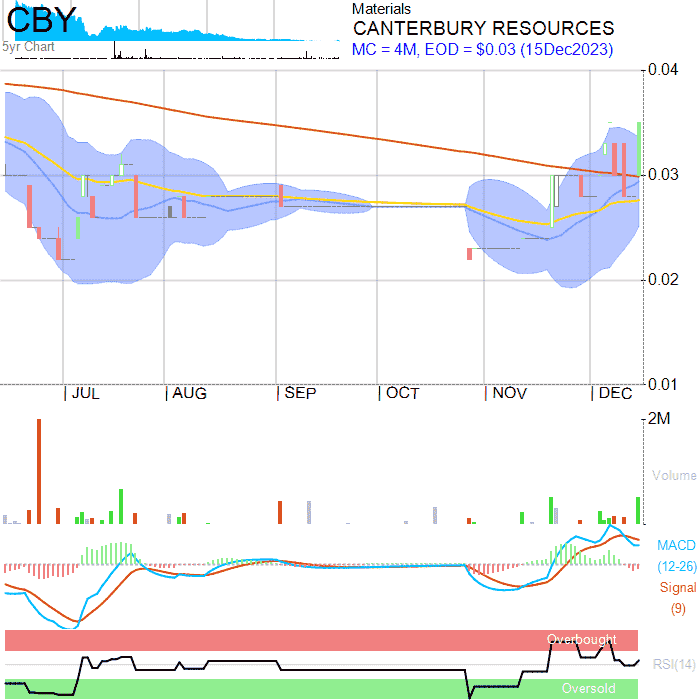 CBY
5yr Chart
Materials
CANTERBURY RESOURCES
MC = 4M, EOD = $0.03 (15Dec2023)
0.04
0.03
0.02
0.01
| JUL | AUG | SEP | OCT | NOV | DEC
2M
Volume
MACD
(12-26)
Signal
(9)
Overbought
RSI(14)
Oversold